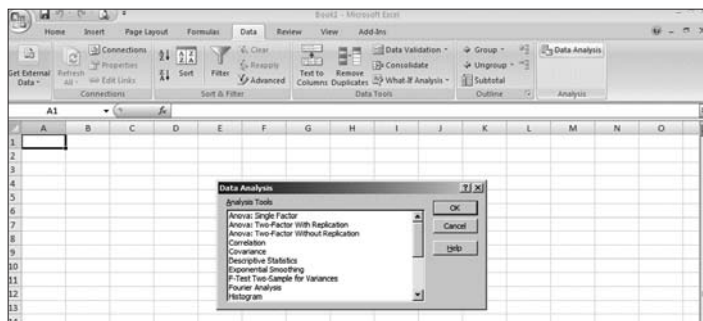 Book1 - Microsoft Excel
Home Insert Page Layout Formulas Data Review View Add-Ins
Get External Data
Refresh All
Connections
Properties
Edit Links
Connections
Sort
Filter
Clear
Reapply
Advanced
Sort & Filter
Text to Columns
Remove Duplicates
Data Validation
Consolidate
What-If Analysis
Data Tools
Group
Ungroup
Subtotal
Outline
Data Analysis
Analysis
A1
fx
A B C D E F G H I J K L M N O
1
2
3
4
5
6
7
8
9
10
11
12
13
14
Data Analysis
Analysis Tools
Anova: Single Factor
Anova: Two-Factor With Replication
Anova: Two-Factor Without Replication
Correlation
Covariance
Descriptive Statistics
Exponential Smoothing
F-Test Two-Sample for Variances
Fourier Analysis
Histogram
OK
Cancel
Help